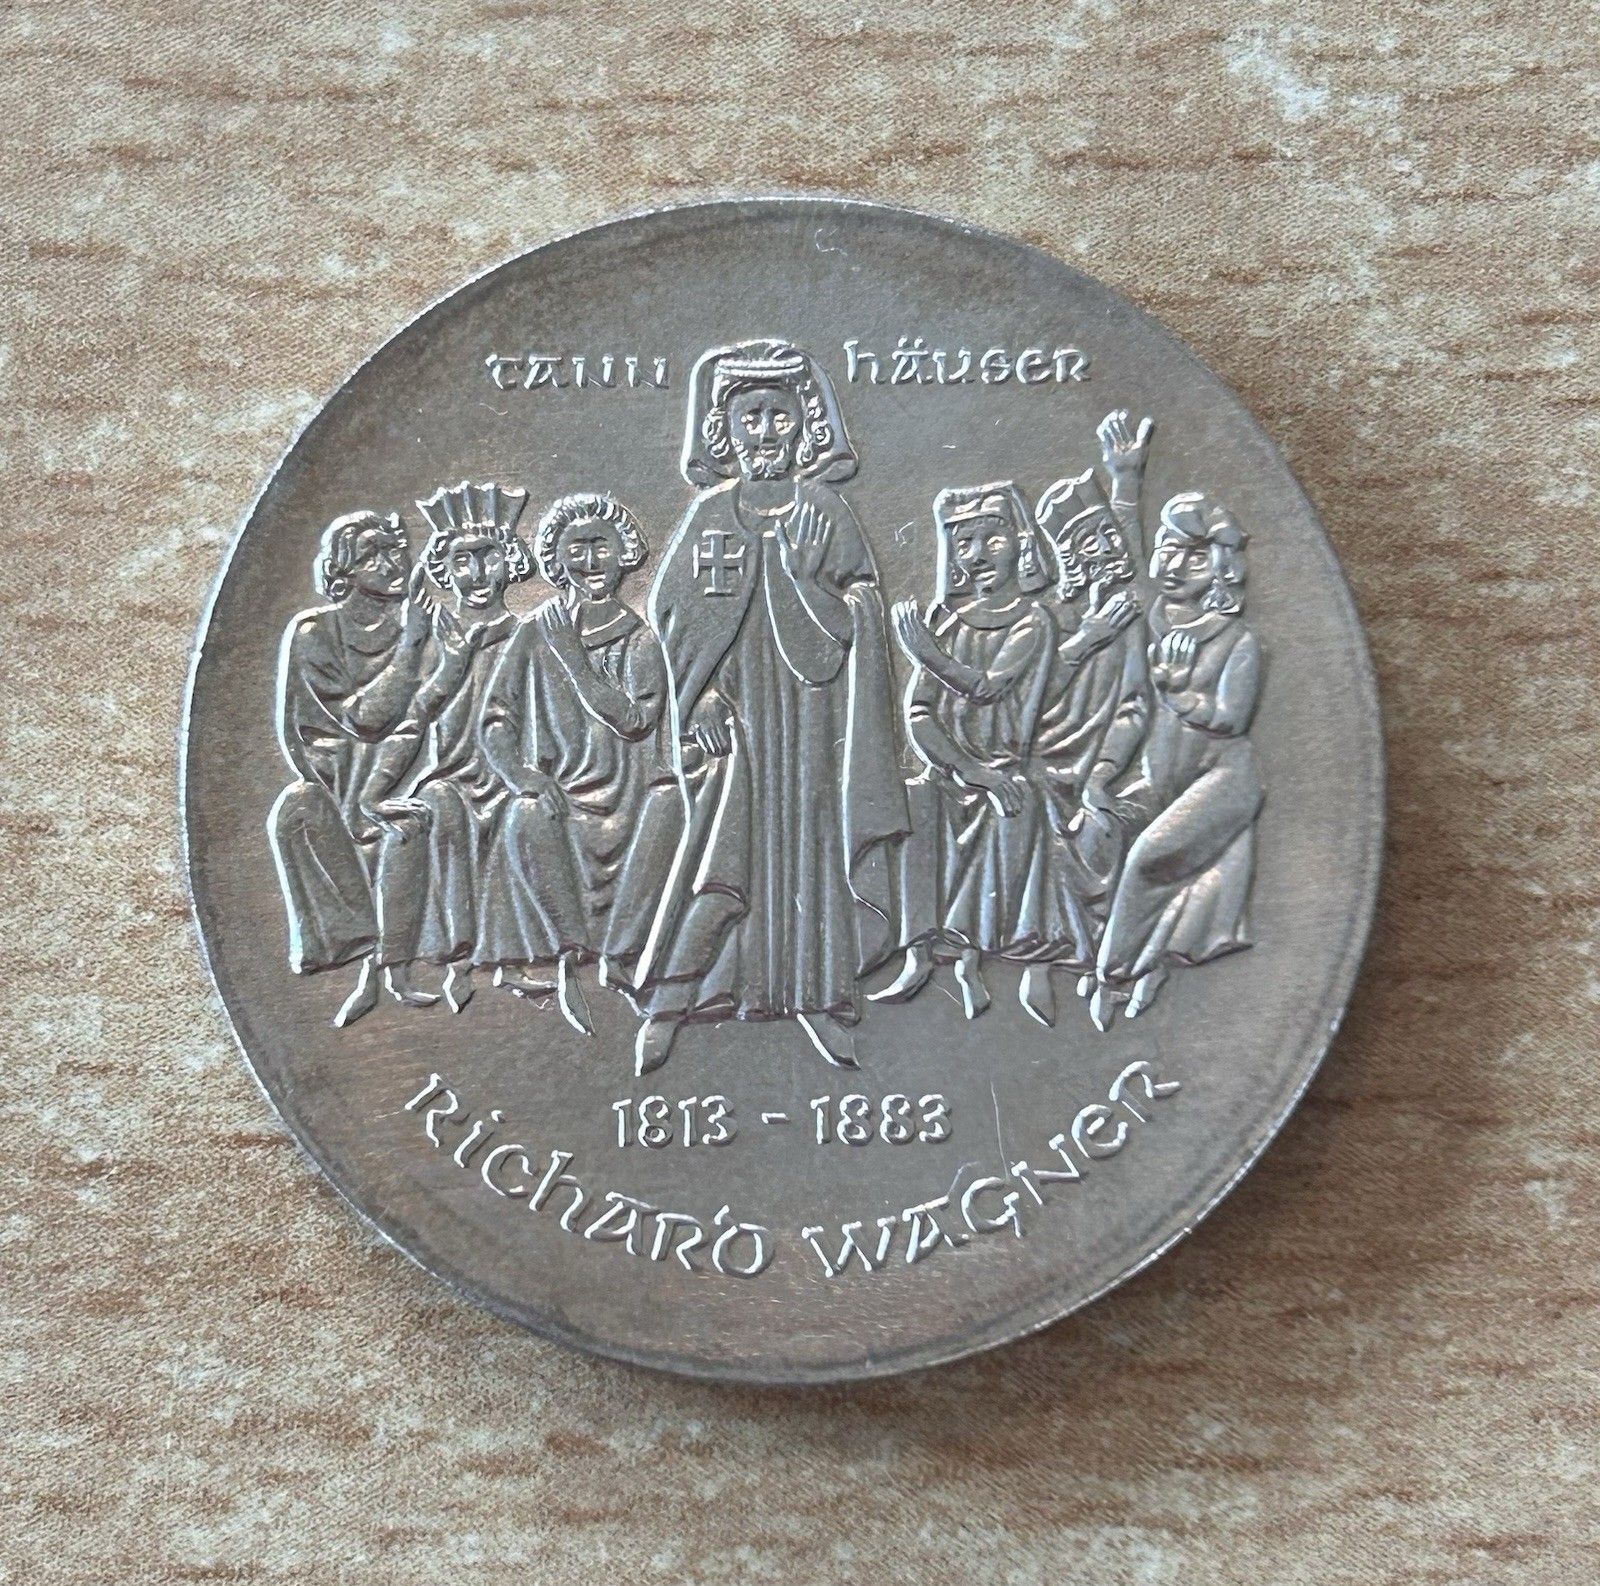 TANN HÄUSER
1813 - 1883
RICHARD WAGNER